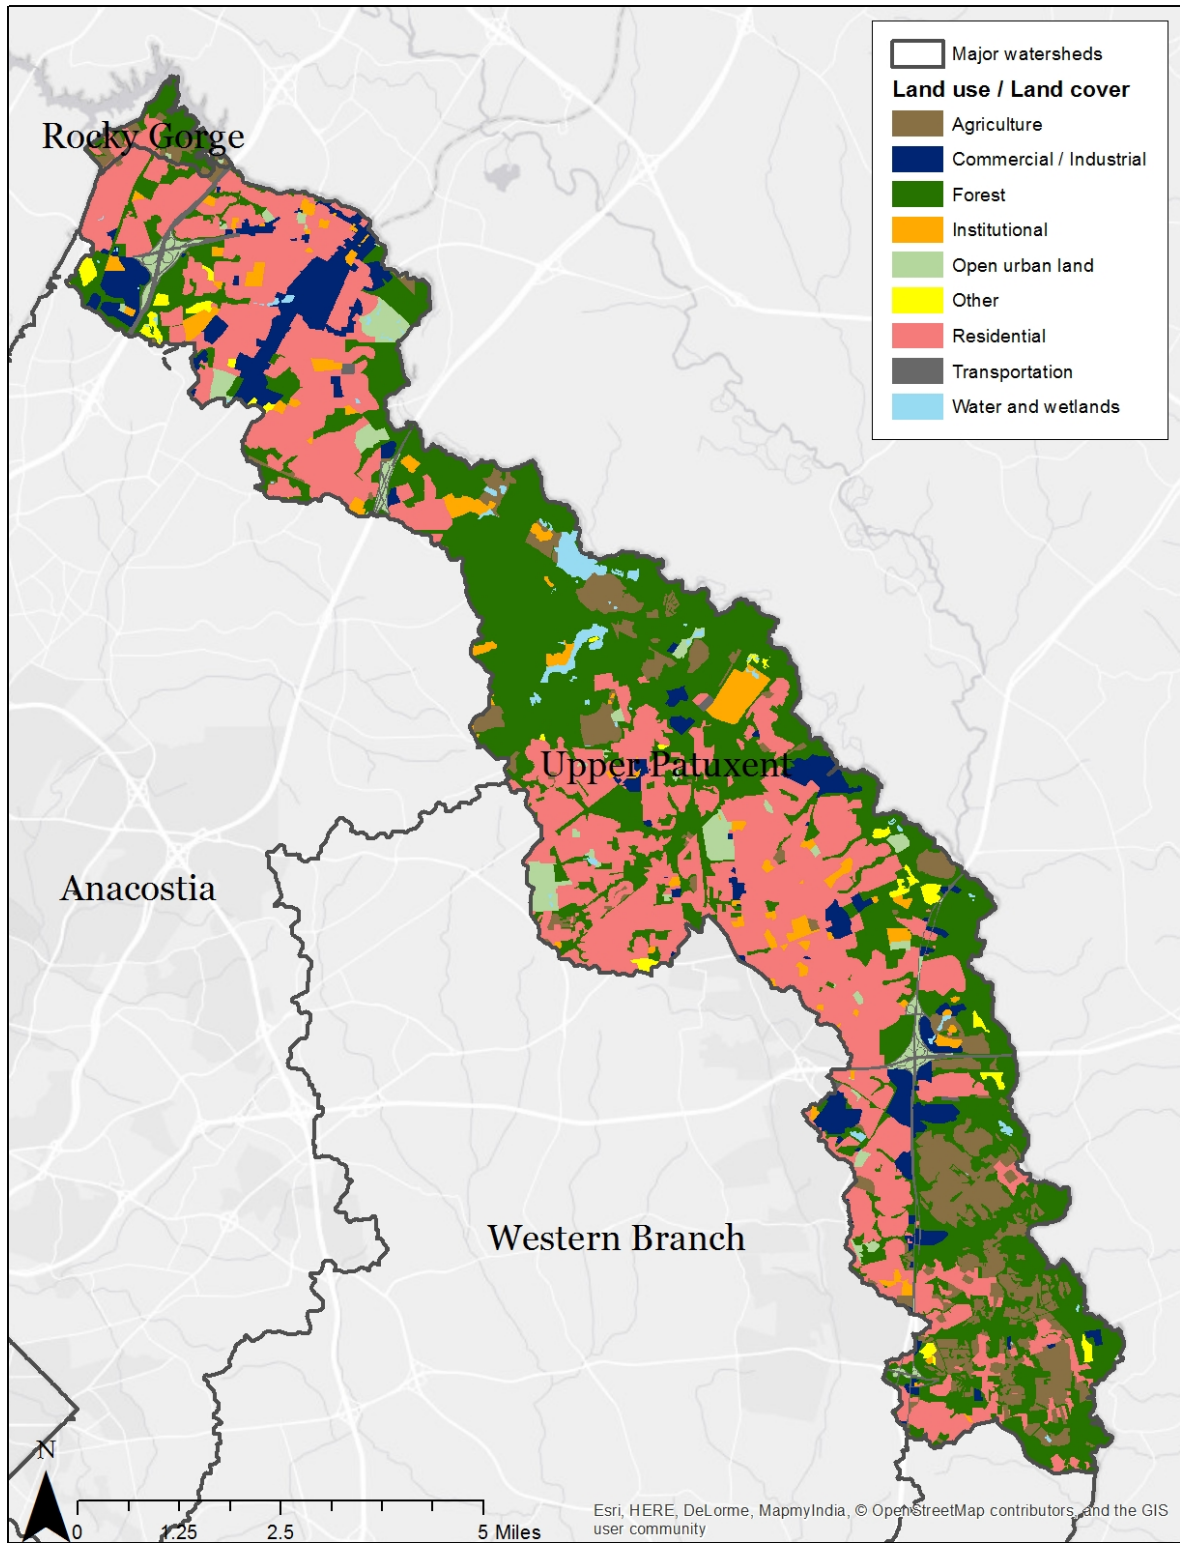 Major watersheds
Land use / Land cover
Agriculture
Commercial / Industrial
Forest
Institutional
Open urban land
Other
Residential
Transportation
Water and wetlands
Rocky Gorge
Upper Patuxent
Anacostia
Western Branch
N
0 1.25 2.5 5 Miles
Esri, HERE, DeLorme, MapmyIndia, © OpenStreetMap contributors, and the GIS
user community